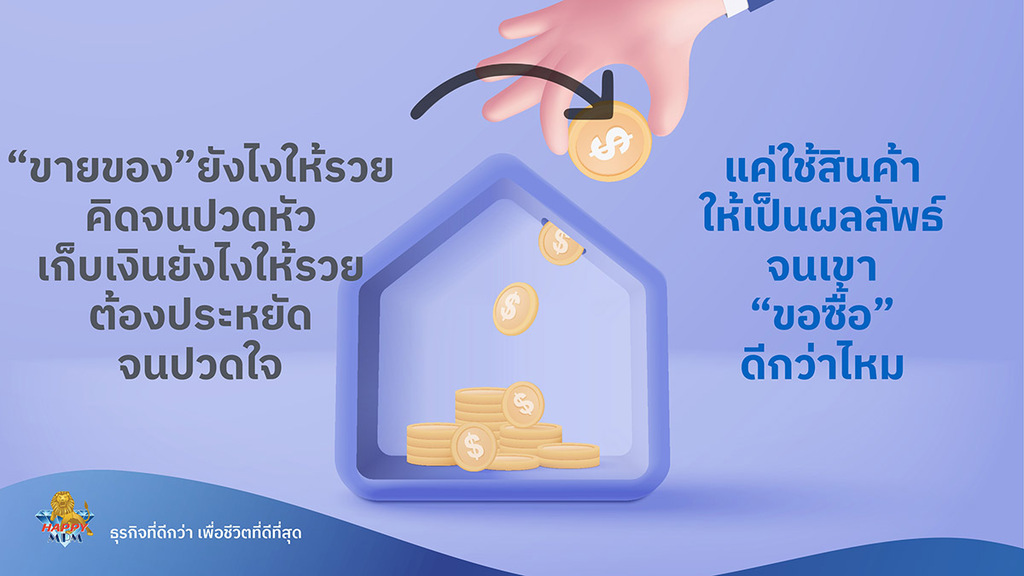 “ขายของ”ยังไงให้รวย
คิดจนปวดหัว
เก็บเงินยังไงให้รวย
ต้องประหยัด
จนปวดใจ
แค่ใช้สินค้า
ให้เป็นผลลัพธ์
จนเขา
“ขอซื้อ”
ดีกว่าไหม
$
$
$
$
$
HAPPY
MPM
ธุรกิจที่ดีกว่า เพื่อชีวิตที่ดีที่สุด